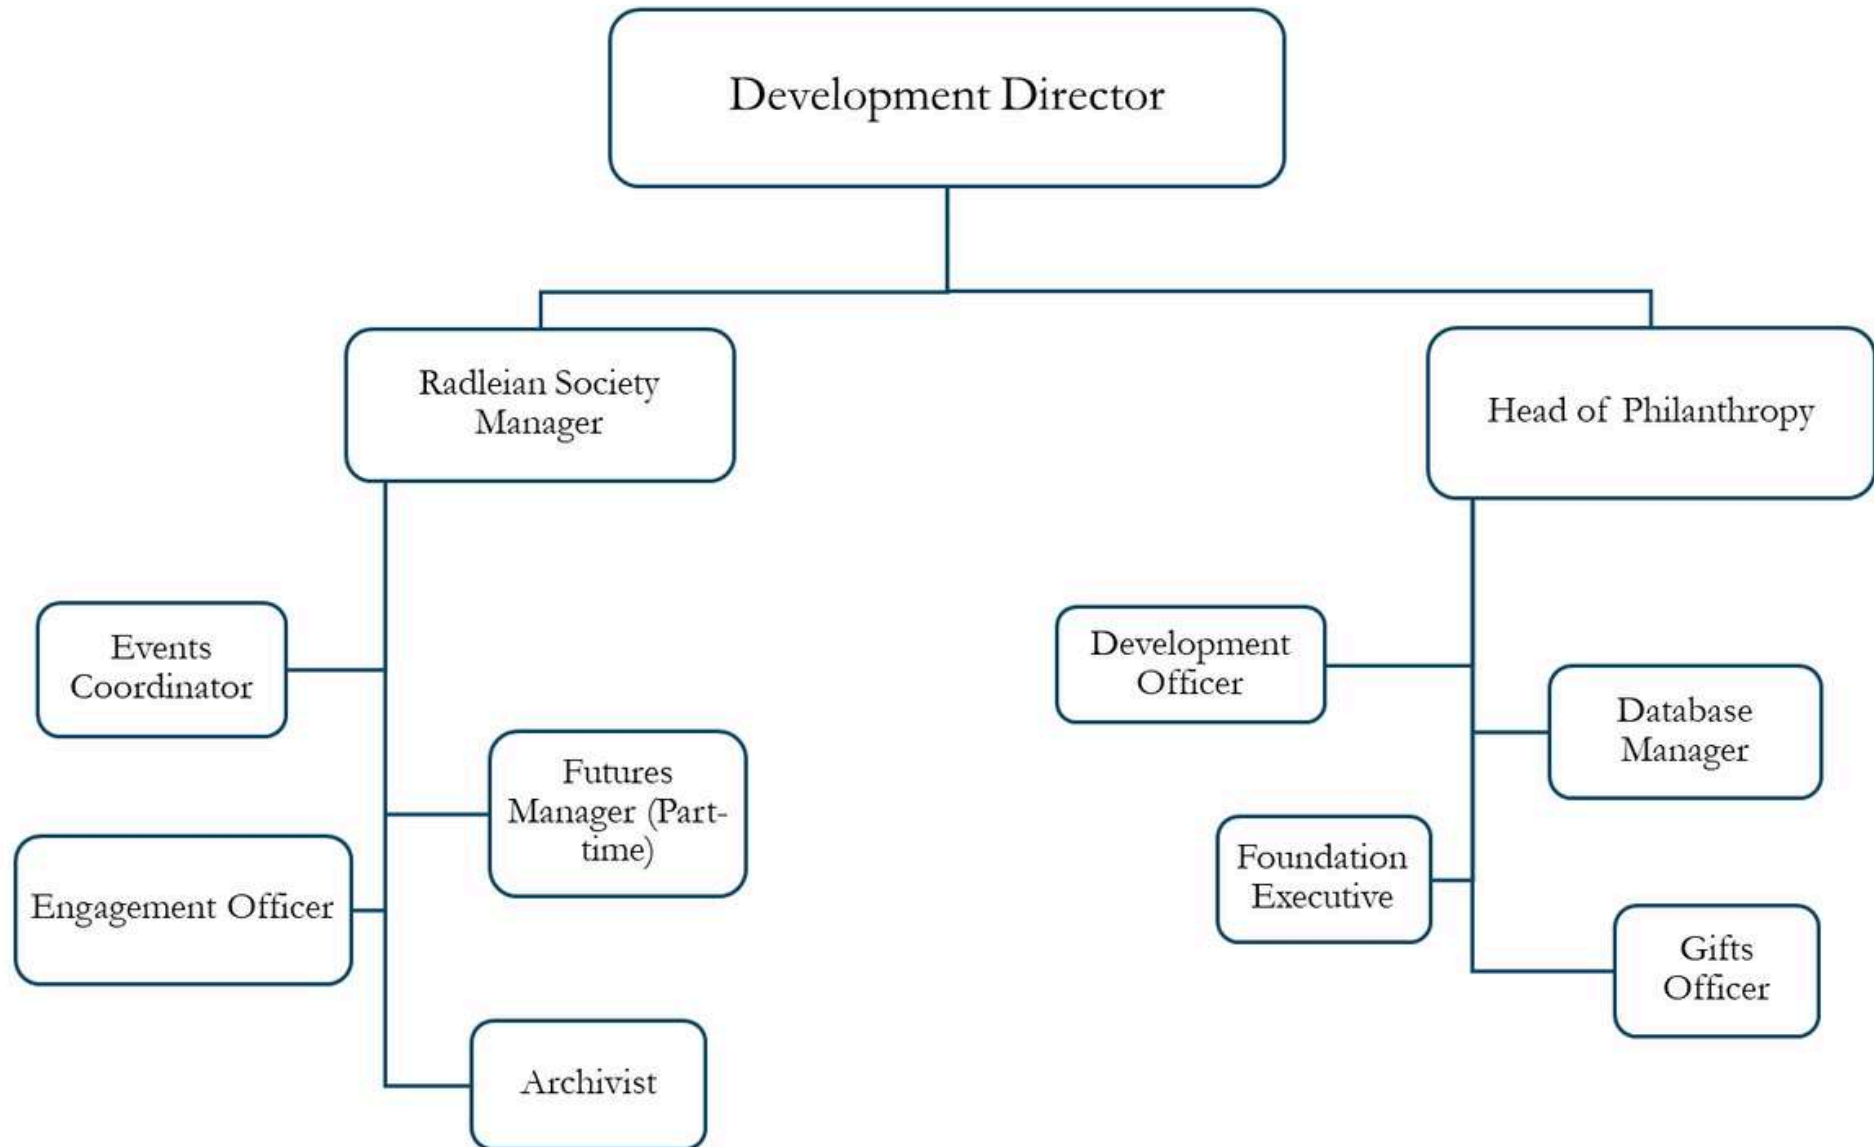 Development Director
Radleian Society
Manager
Head of Philanthropy
Events
Coordinator
Development
Officer
Database
Manager
Futures
Manager (Part-
time)
Engagement Officer
Foundation
Executive
Gifts
Officer
Archivist